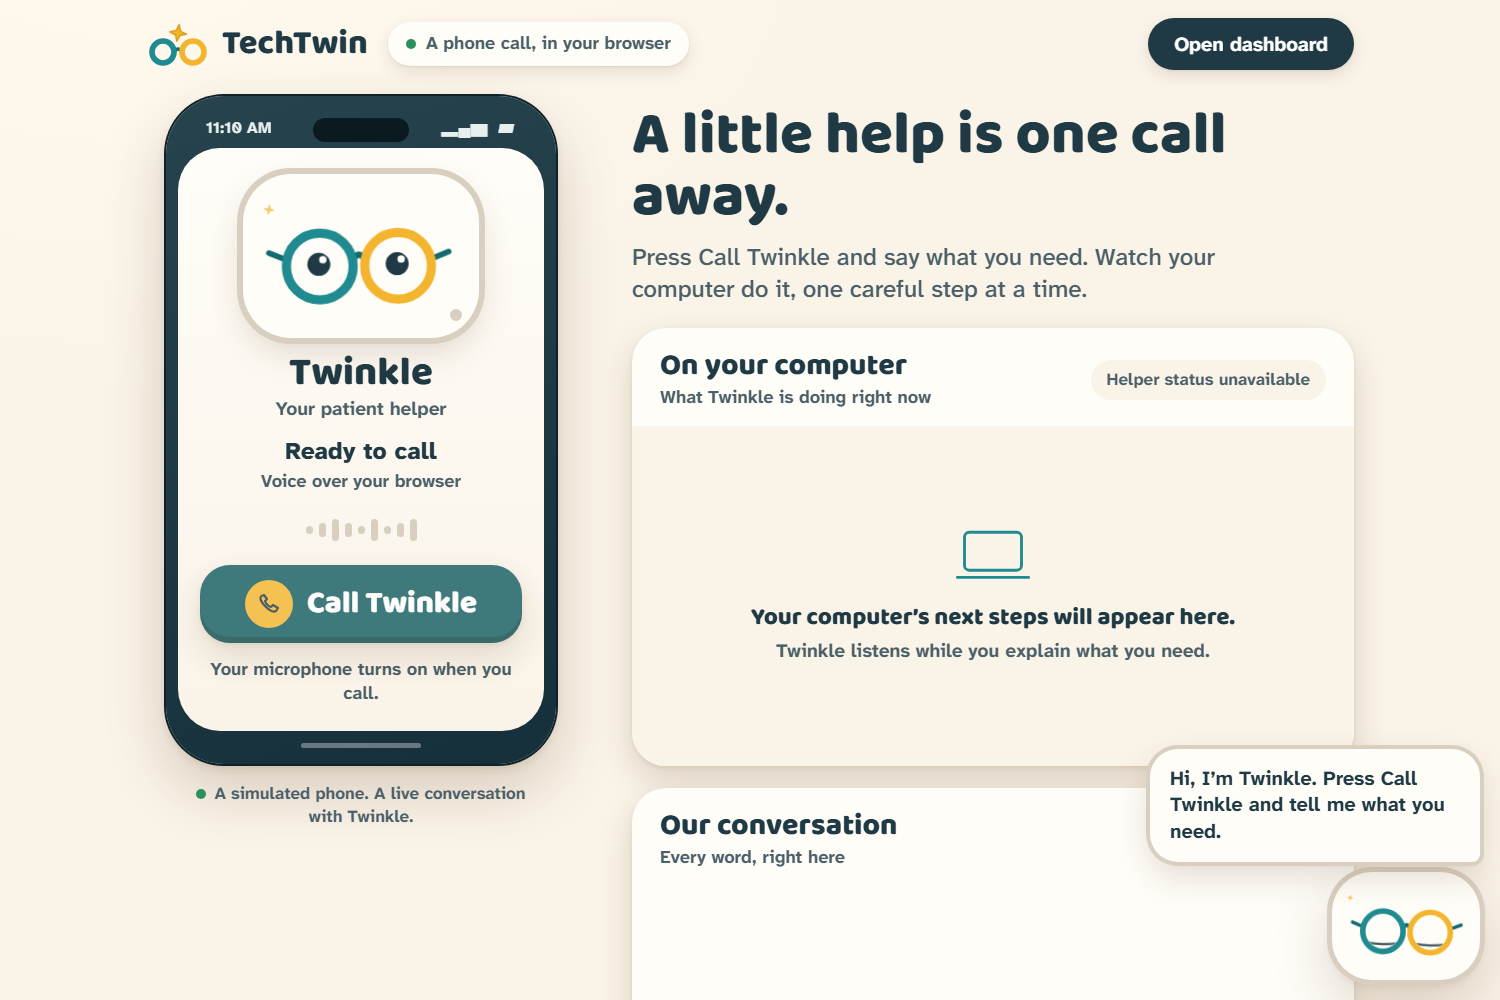 TechTwin
A phone call, in your browser
Open dashboard
11:10 AM
Twinkle
Your patient helper
Ready to call
Voice over your browser
Call Twinkle
Your microphone turns on when you
call.
A simulated phone. A live conversation
with Twinkle.
A little help is one call
away.
Press Call Twinkle and say what you need. Watch your
computer do it, one careful step at a time.
On your computer
What Twinkle is doing right now
Helper status unavailable
Your computer’s next steps will appear here.
Twinkle listens while you explain what you need.
Our conversation
Every word, right here
Hi, I’m Twinkle. Press Call
Twinkle and tell me what you
need.